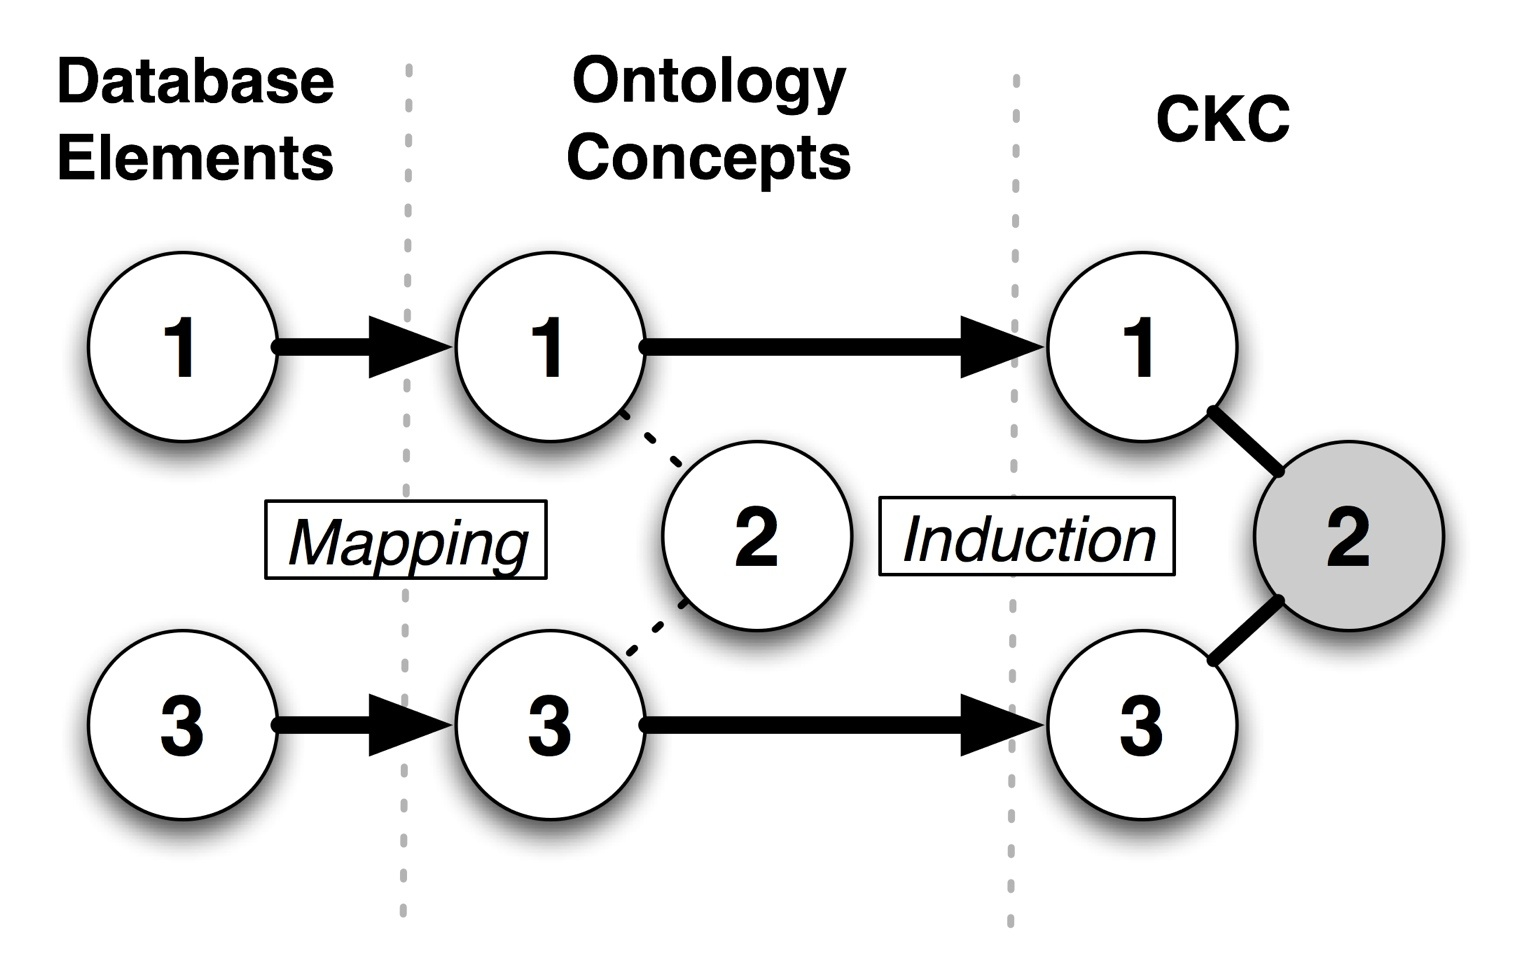 Database
Elements
Ontology
Concepts
CKC
1
1
1
Mapping
2
Induction
2
3
3
3